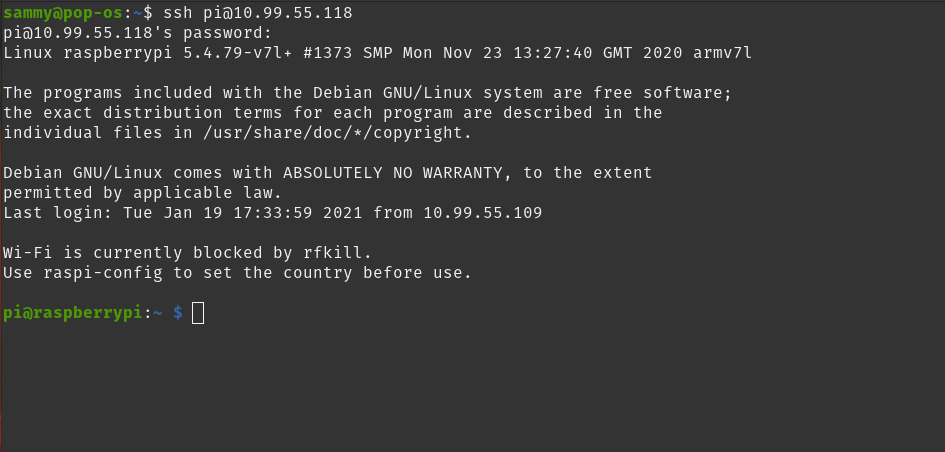 sammy@pop-os:~$ ssh pi@10.99.55.118
pi@10.99.55.118's password:
Linux raspberrypi 5.4.79-v7l+ #1373 SMP Mon Nov 23 13:27:40 GMT 2020 armv7l
The programs included with the Debian GNU/Linux system are free software;
the exact distribution terms for each program are described in the
individual files in /usr/share/doc/*/copyright.
Debian GNU/Linux comes with ABSOLUTELY NO WARRANTY, to the extent
permitted by applicable law.
Last login: Tue Jan 19 17:33:59 2021 from 10.99.55.109
Wi-Fi is currently blocked by rfkill.
Use raspi-config to set the country before use.
pi@raspberrypi:~ $